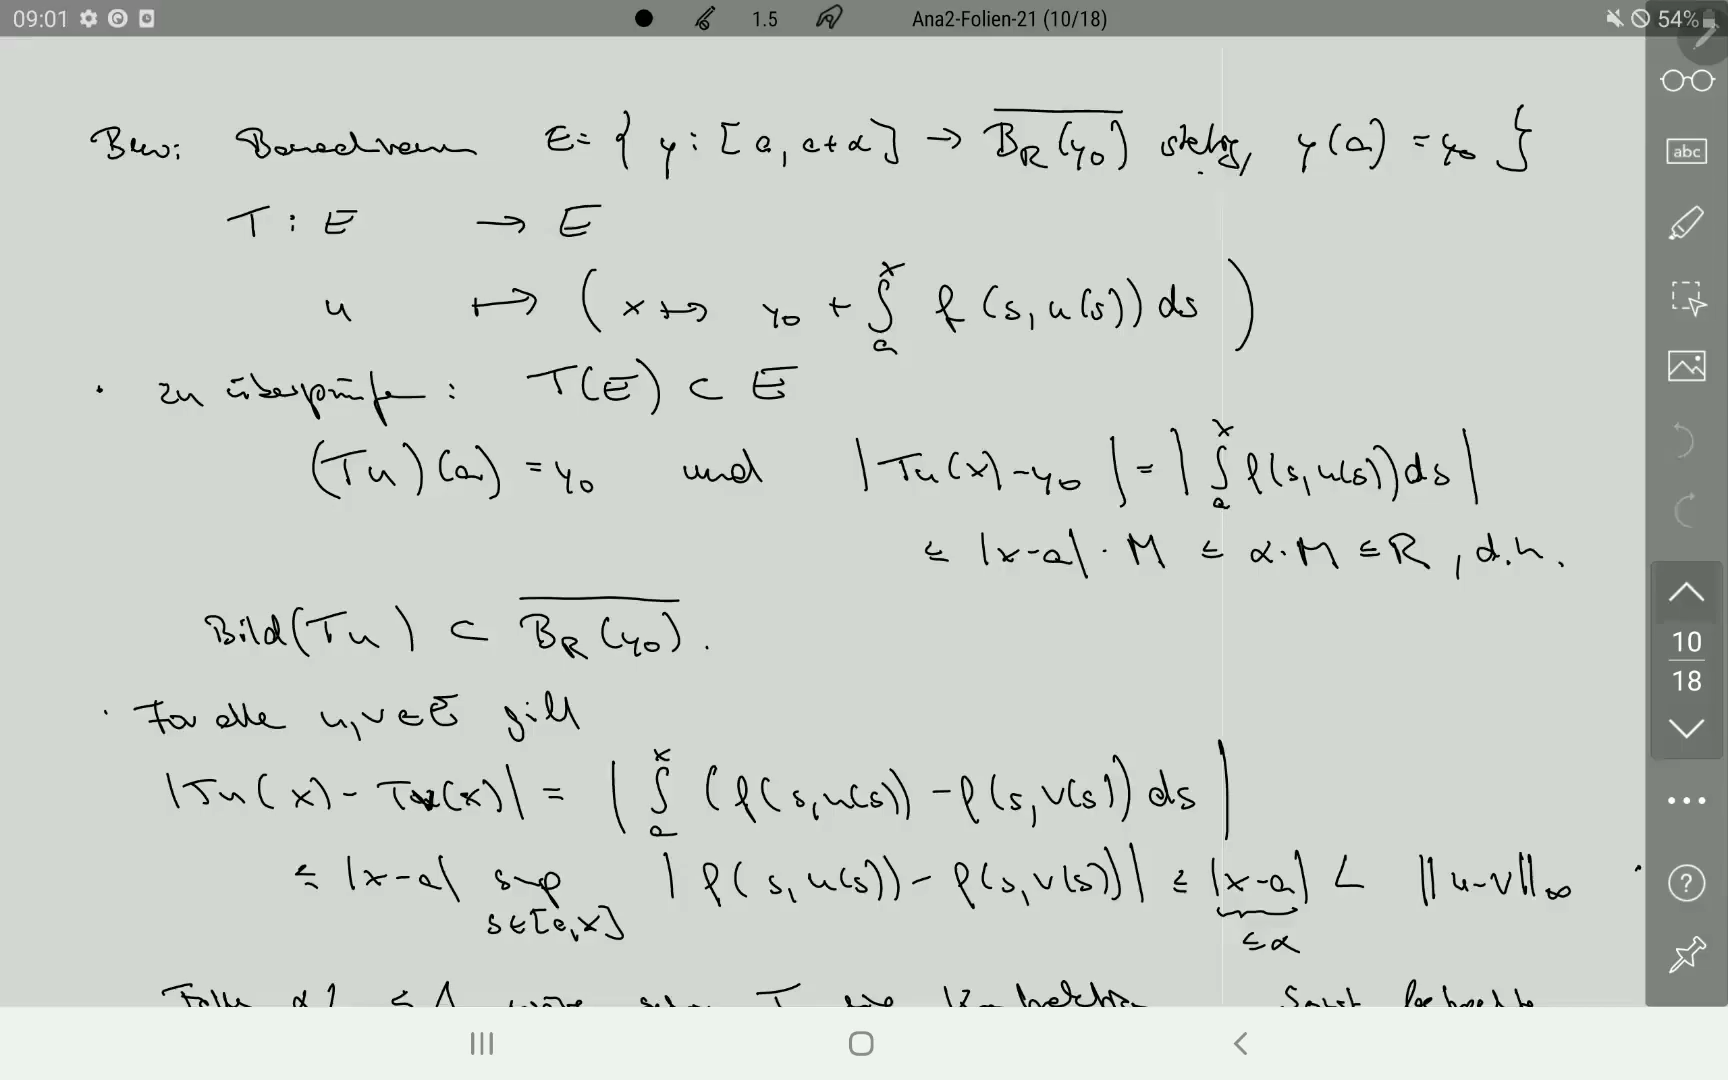 09:01 1.5 Ana2-Folien-21 (10/18) 54%
Bew: Banachraum E = { y : [a, a+α] → \overline{B_R(y_0)} stetig, y(a) = y_0 }
T : E → E
u ↦ ( x ↦ y_0 + ∫_a^x f(s, u(s)) ds )
· zu überprüfen : T(E) ⊂ E
(Tu)(a) = y_0 und |Tu(x) - y_0| = | ∫_a^x f(s, u(s)) ds |
≤ |x-a| · M ≤ α · M ≤ R , d.h.
Bild(Tu) ⊂ \overline{B_R(y_0)} .
· Für alle u, v ∈ E gilt
|Tu(x) - Tv(x)| = | ∫_a^x (f(s, u(s)) - f(s, v(s))) ds |
≤ |x-a| sup_{s∈[a,x]} | f(s, u(s)) - f(s, v(s)) | ≤ |x-a| L ||u-v||_∞
≤ α
abc
10
18